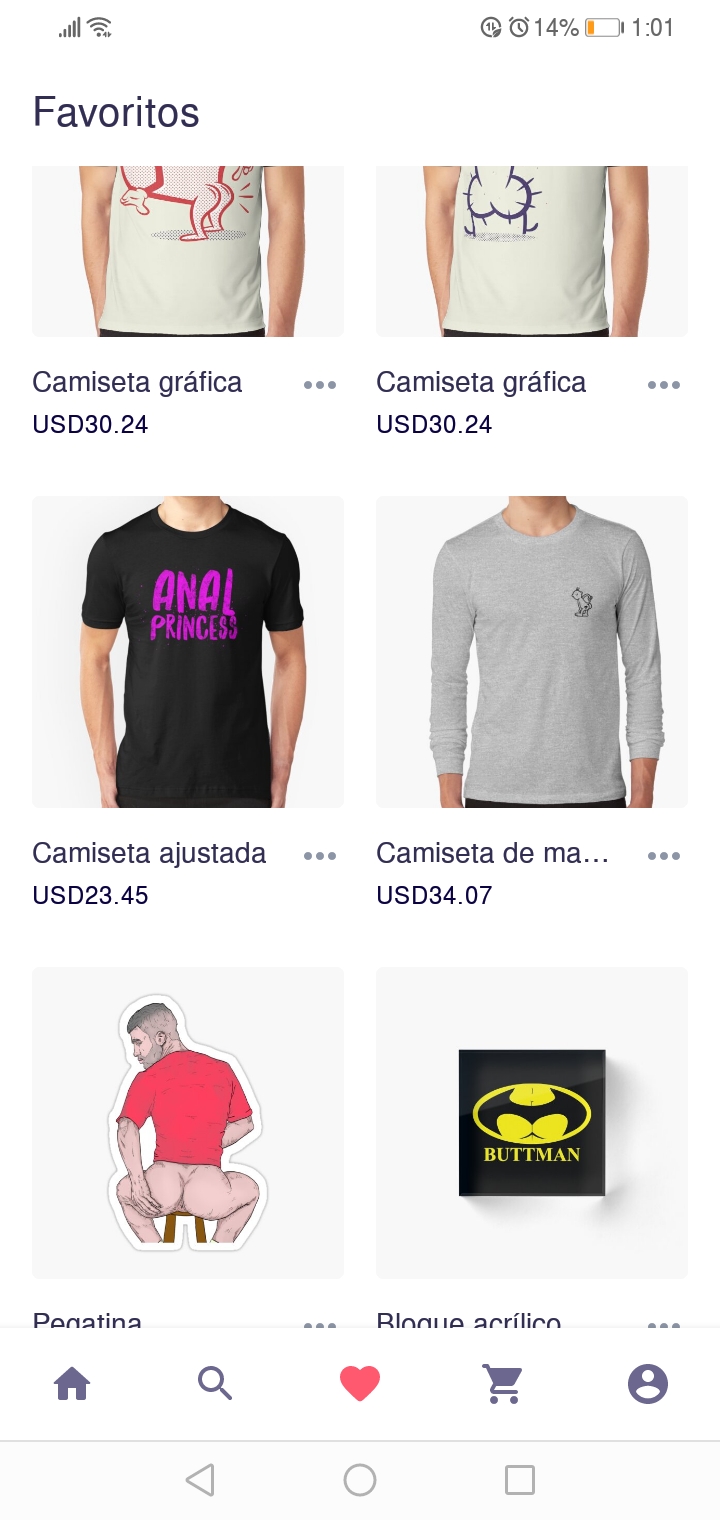 14% 1:01
Favoritos
Camiseta gráfica
Camiseta gráfica
USD30.24
USD30.24
ANAL
PRINCESS
Camiseta ajustada
Camiseta de ma...
USD23.45
USD34.07
BUTTMAN
Pegatina
Bloque acrílico